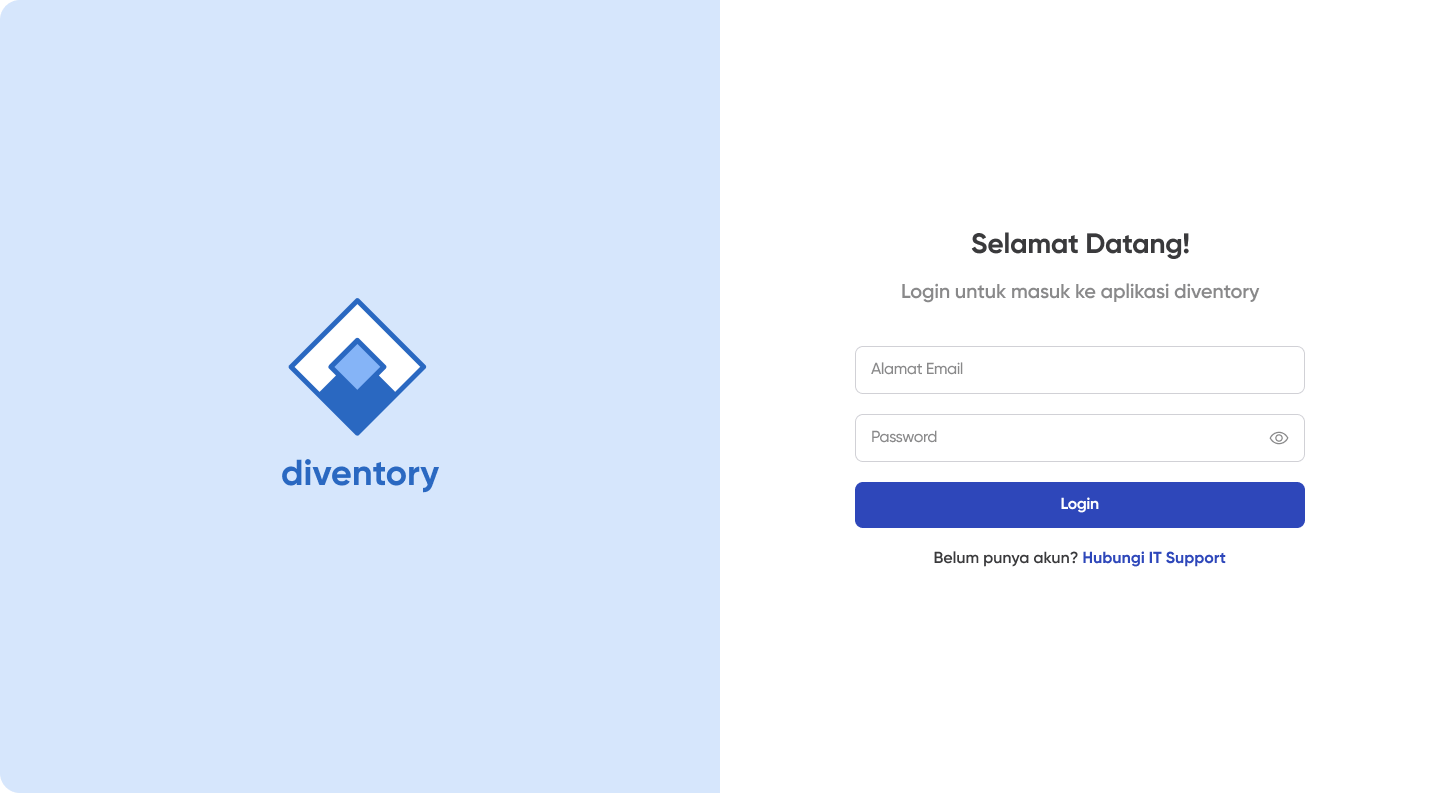 diventory
Selamat Datang!
Login untuk masuk ke aplikasi diventory
Alamat Email
Password
Login
Belum punya akun? Hubungi IT Support